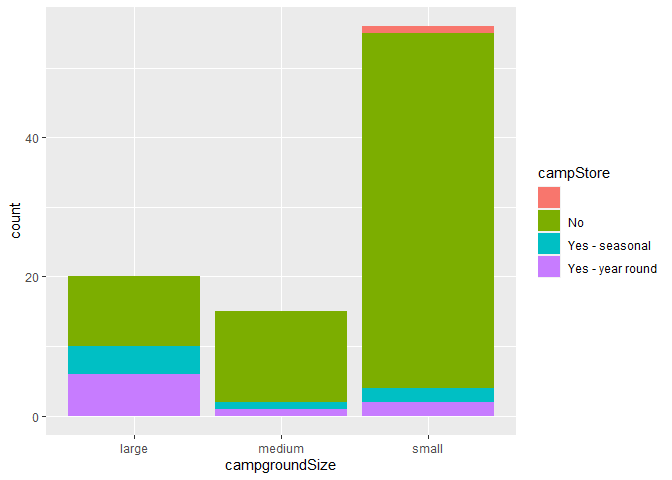 campStore
No
Yes - seasonal
Yes - year round
count
40
20
0
large medium small
campgroundSize